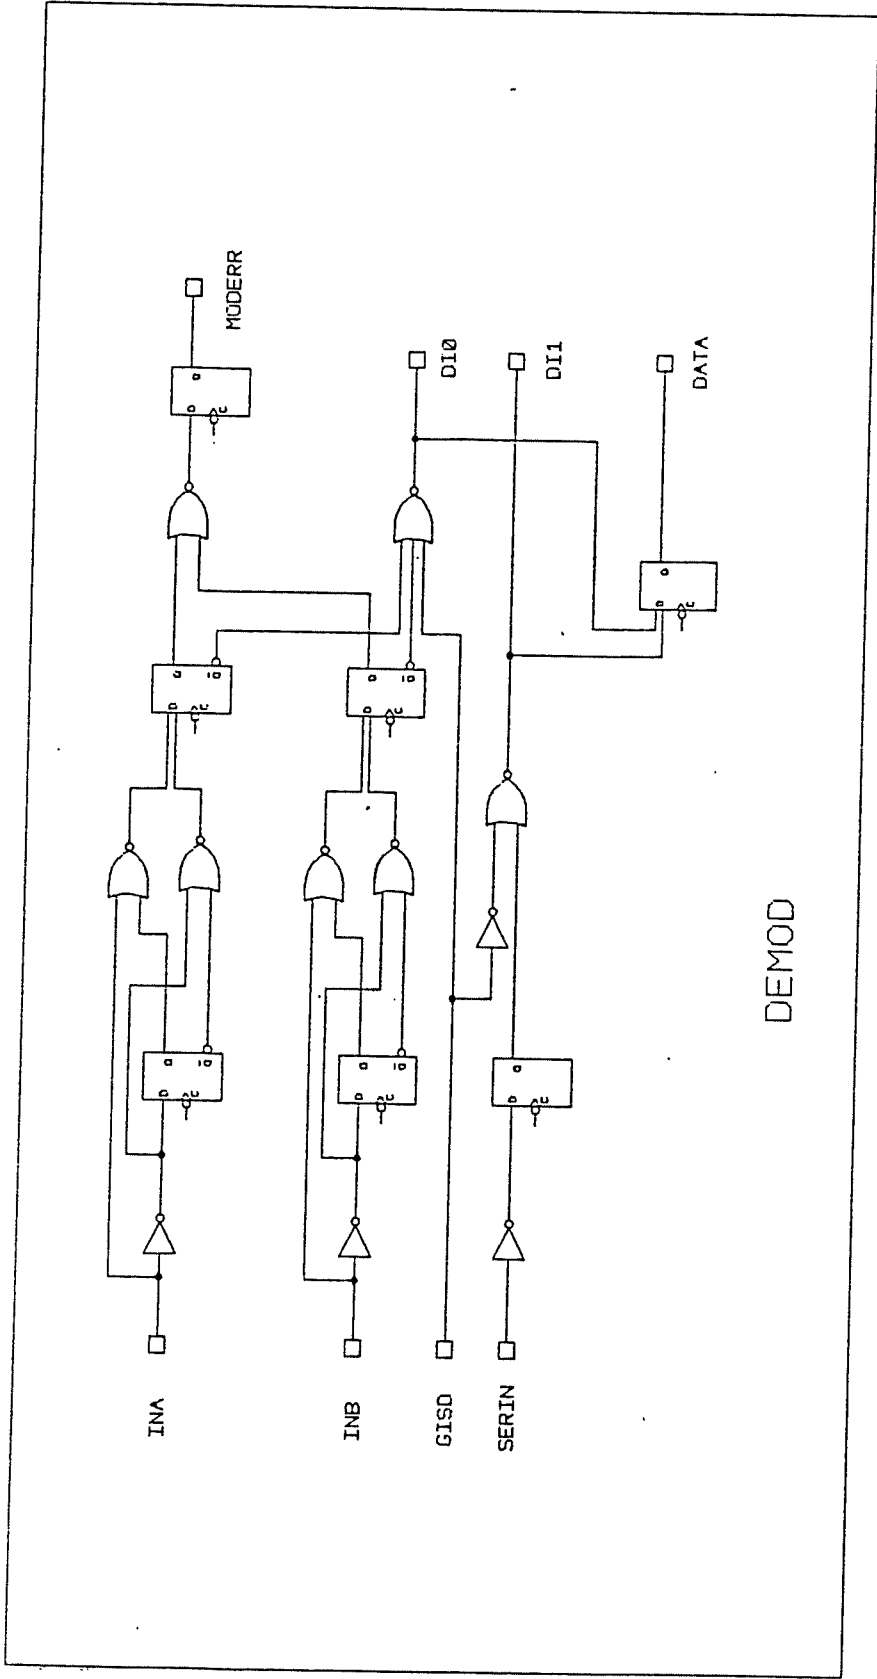 INA
INB
GISD
SERIN
D Q
C Q
D Q
C Q
D Q
C
D Q
C Q
D Q
C Q
D Q
C
D Q
C
MODERR
DI0
DI1
DATA
DEMOD